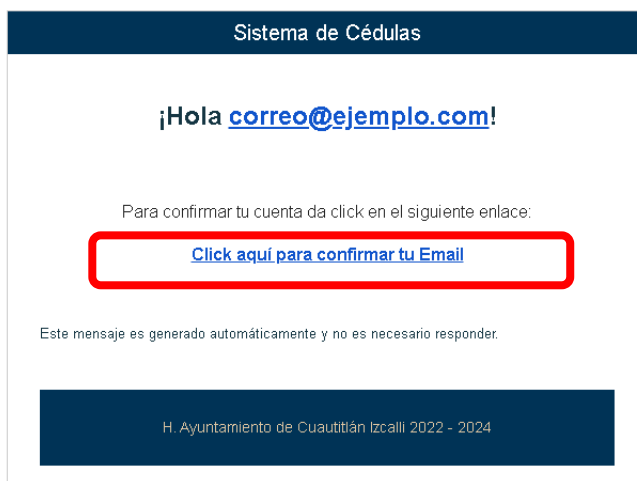 Sistema de Cédulas
¡Hola correo@ejemplo.com!
Para confirmar tu cuenta da click en el siguiente enlace:
Click aquí para confirmar tu Email
Este mensaje es generado automáticamente y no es necesario responder.
H. Ayuntamiento de Cuautitlán Izcalli 2022 - 2024